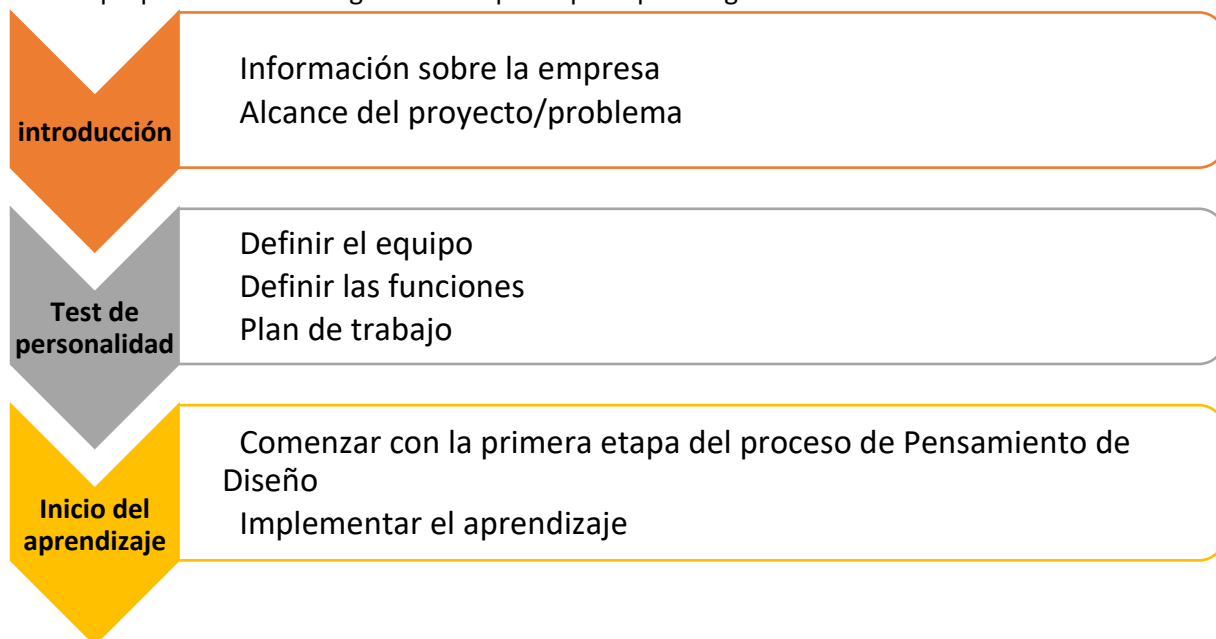 introducción
Información sobre la empresa
Alcance del proyecto/problema
Test de
personalidad
Definir el equipo
Definir las funciones
Plan de trabajo
Inicio del
aprendizaje
Comenzar con la primera etapa del proceso de Pensamiento de
Diseño
Implementar el aprendizaje